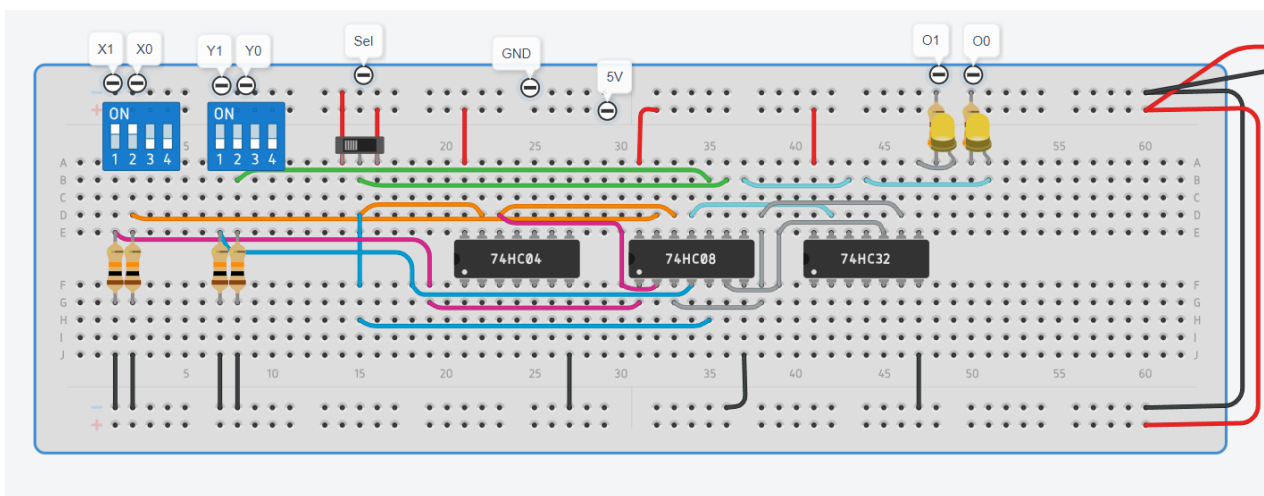 X1 X0 Y1 Y0 Sel GND 5V O1 O0
− −
+ +
ON ON
1 2 3 4 1 2 3 4
5 20 25 30 35 40 45 50 55 60
A A
B B
C C
D D
E E
74HC04 74HC08 74HC32
F F
G G
H H
I I
J J
5 10 15 20 25 30 35 40 45 50 55 60
− −
+ +